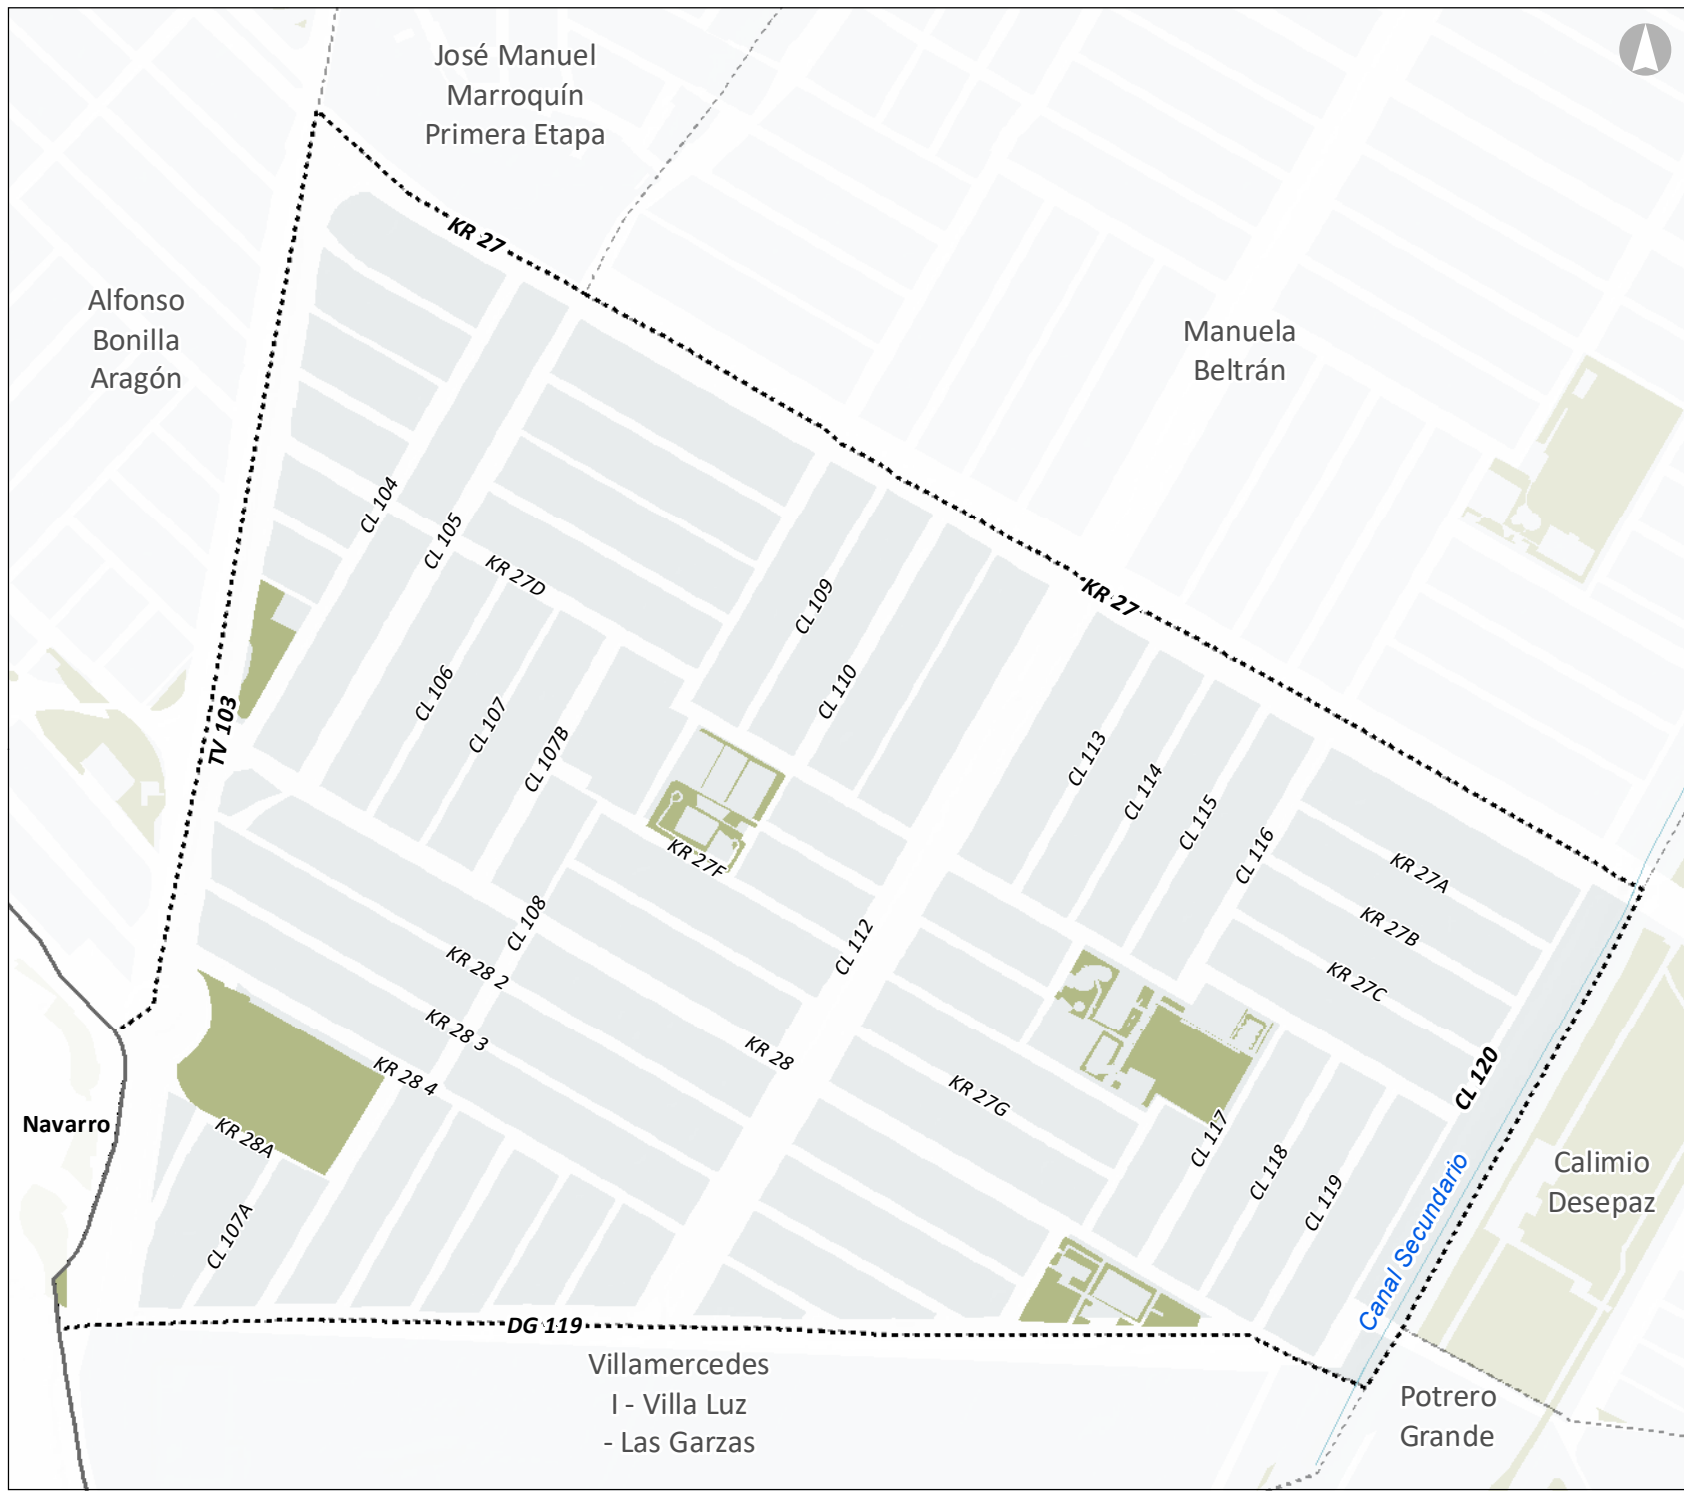 José Manuel
Marroquín
Primera Etapa
KR 27
Alfonso
Bonilla
Aragón
Manuela
Beltrán
CL 104
CL 105
KR 27D
CL 109
KR 27
CL 106
CL 110
CL 107
TV 103
CL 107B
CL 113
CL 114
CL 115
CL 116
KR 27F
KR 27A
CL 108
CL 112
KR 27B
KR 28 2
KR 27C
KR 28 3
KR 28
KR 28 4
KR 27G
CL 120
Navarro
KR 28A
CL 117
CL 118
CL 119
Calimio
Desepaz
CL 107A
Canal Secundario
DG 119
Villamercedes
I - Villa Luz
- Las Garzas
Potrero
Grande